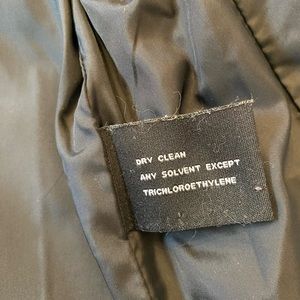 DRY CLEAN
ANY SOLVENT EXCEPT
TRICHLOROETHYLENE